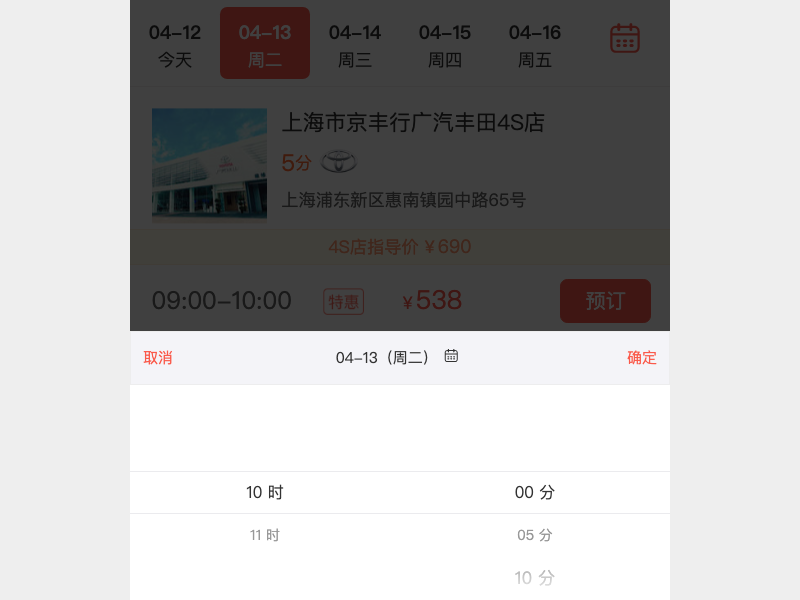 04-12 04-13 04-14 04-15 04-16
今天 周二 周三 周四 周五
上海市京丰行广汽丰田4S店
5分
上海浦东新区惠南镇园中路65号
4S店指导价 ¥690
09:00-10:00 特惠 ¥538 预订
取消 04-13（周二） 确定
10 时 00 分
11 时 05 分
10 分